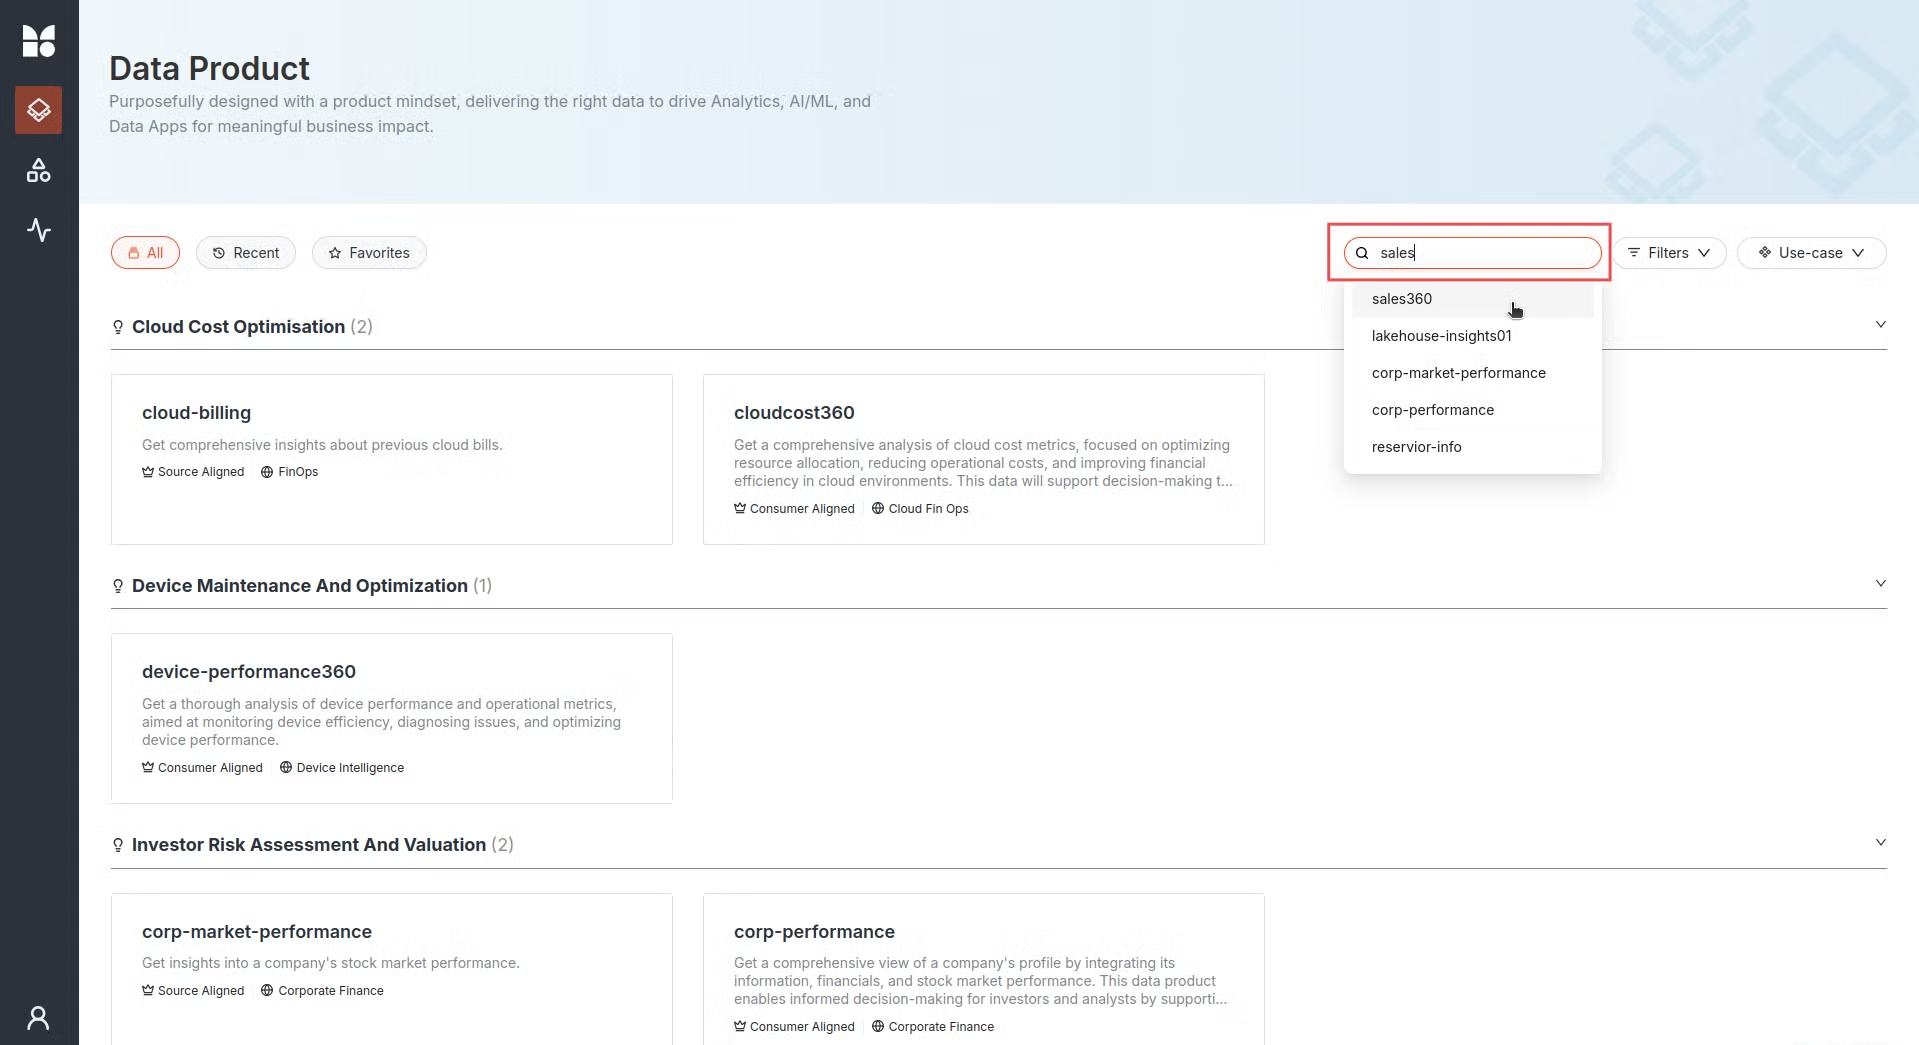 Data Product
Purposefully designed with a product mindset, delivering the right data to drive Analytics, AI/ML, and
Data Apps for meaningful business impact.
All
Recent
Favorites
sales
Filters
Use-case
sales360
lakehouse-insights01
corp-market-performance
corp-performance
reservior-info
Cloud Cost Optimisation (2)
cloud-billing
Get comprehensive insights about previous cloud bills.
Source Aligned
FinOps
cloudcost360
Get a comprehensive analysis of cloud cost metrics, focused on optimizing
resource allocation, reducing operational costs, and improving financial
efficiency in cloud environments. This data will support decision-making t...
Consumer Aligned
Cloud Fin Ops
Device Maintenance And Optimization (1)
device-performance360
Get a thorough analysis of device performance and operational metrics,
aimed at monitoring device efficiency, diagnosing issues, and optimizing
device performance.
Consumer Aligned
Device Intelligence
Investor Risk Assessment And Valuation (2)
corp-market-performance
Get insights into a company's stock market performance.
Source Aligned
Corporate Finance
corp-performance
Get a comprehensive view of a company's profile by integrating its
information, financials, and stock market performance. This data product
enables informed decision-making for investors and analysts by supporti...
Consumer Aligned
Corporate Finance